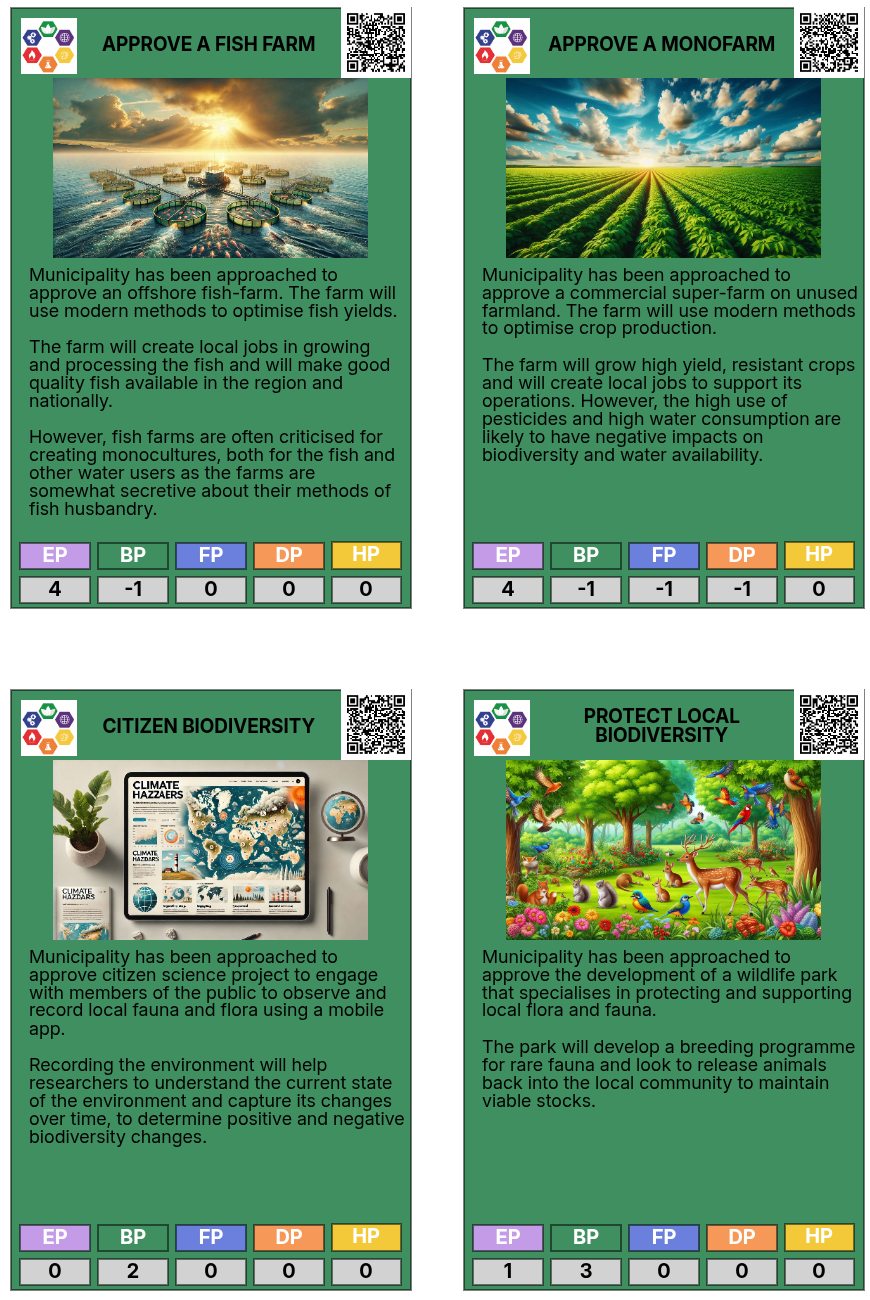 APPROVE A FISH FARM
Municipality has been approached to
approve an offshore fish-farm. The farm will
use modern methods to optimise fish yields.
The farm will create local jobs in growing
and processing the fish and will make good
quality fish available in the region and
nationally.
However, fish farms are often criticised for
creating monocultures, both for the fish and
other water users as the farms are
somewhat secretive about their methods of
fish husbandry.
EP BP FP DP HP
4 -1 0 0 0
APPROVE A MONOFARM
Municipality has been approached to
approve a commercial super-farm on unused
farmland. The farm will use modern methods
to optimise crop production.
The farm will grow high yield, resistant crops
and will create local jobs to support its
operations. However, the high use of
pesticides and high water consumption are
likely to have negative impacts on
biodiversity and water availability.
EP BP FP DP HP
4 -1 -1 -1 0
CITIZEN BIODIVERSITY
CLIMATE
HAZZAERS
CLIMATE
HAZDARS
CLIMATE
HAZDARS
Municipality has been approached to
approve citizen science project to engage
with members of the public to observe and
record local fauna and flora using a mobile
app.
Recording the environment will help
researchers to understand the current state
of the environment and capture its changes
over time, to determine positive and negative
biodiversity changes.
EP BP FP DP HP
0 2 0 0 0
PROTECT LOCAL
BIODIVERSITY
Municipality has been approached to
approve the development of a wildlife park
that specialises in protecting and supporting
local flora and fauna.
The park will develop a breeding programme
for rare fauna and look to release animals
back into the local community to maintain
viable stocks.
EP BP FP DP HP
1 3 0 0 0